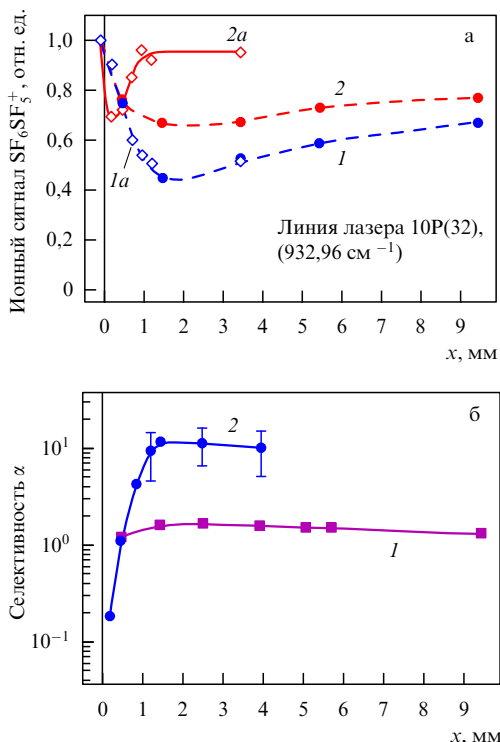 Ионный сигнал SF₆SF₅⁺, отн. ед.
1,0
0,8
0,6
0,4
0,2
0
а
2a
2
1
1a
Линия лазера 10P(32),
(932,96 см ⁻¹)
0 1 2 3 4 5 6 7 8 9
x, мм
Селективность α
10¹
10⁰
10⁻¹
б
2
1
0 1 2 3 4 5 6 7 8 9
x, мм